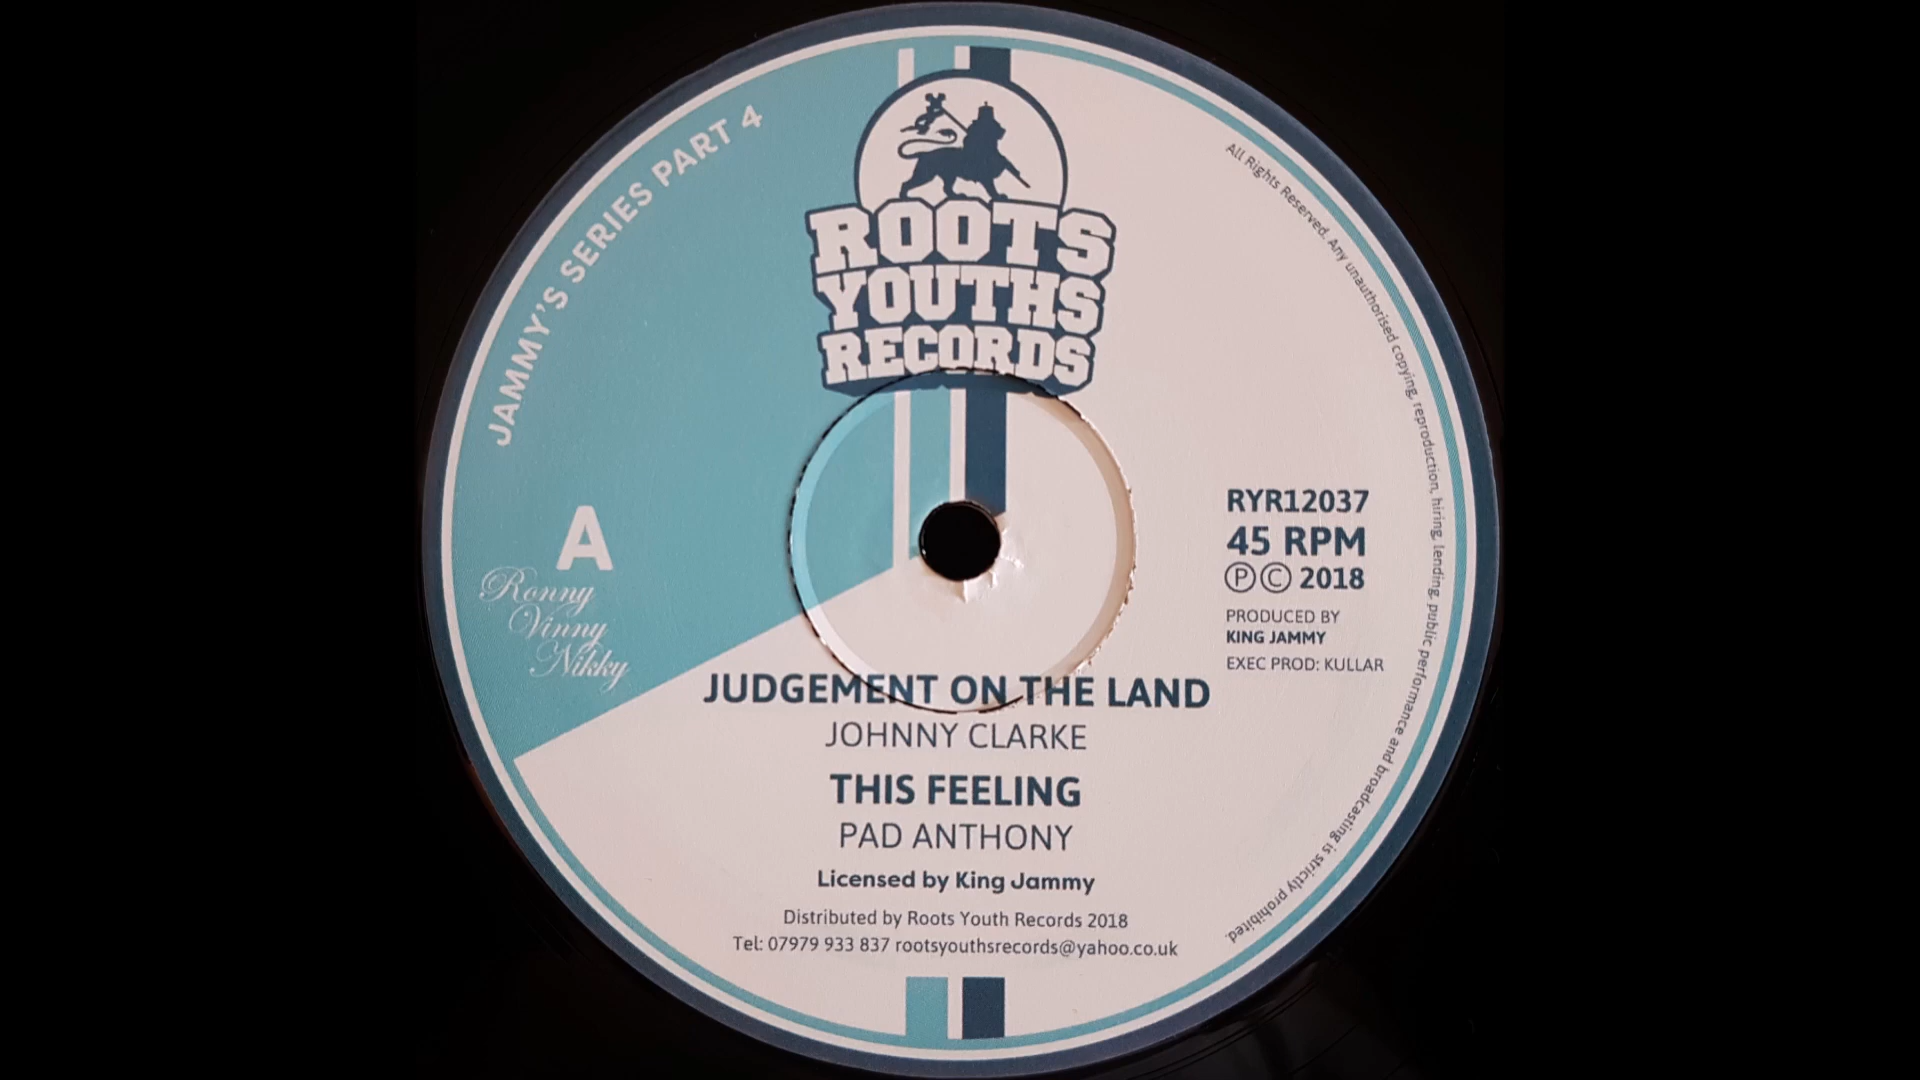 JAMMY'S SERIES PART 4
ROOTS
YOUTHS
RECORDS
All Rights Reserved. Any unauthorised copying, reproduction, hiring, lending, public performance and broadcasting is strictly prohibited.
A
Ronny
Vinny
Nikky
RYR12037
45 RPM
Ⓟ© 2018
PRODUCED BY
KING JAMMY
EXEC PROD: KULLAR
JUDGEMENT ON THE LAND
JOHNNY CLARKE
THIS FEELING
PAD ANTHONY
Licensed by King Jammy
Distributed by Roots Youth Records 2018
Tel: 07979 933 837 rootsyouthsrecords@yahoo.co.uk